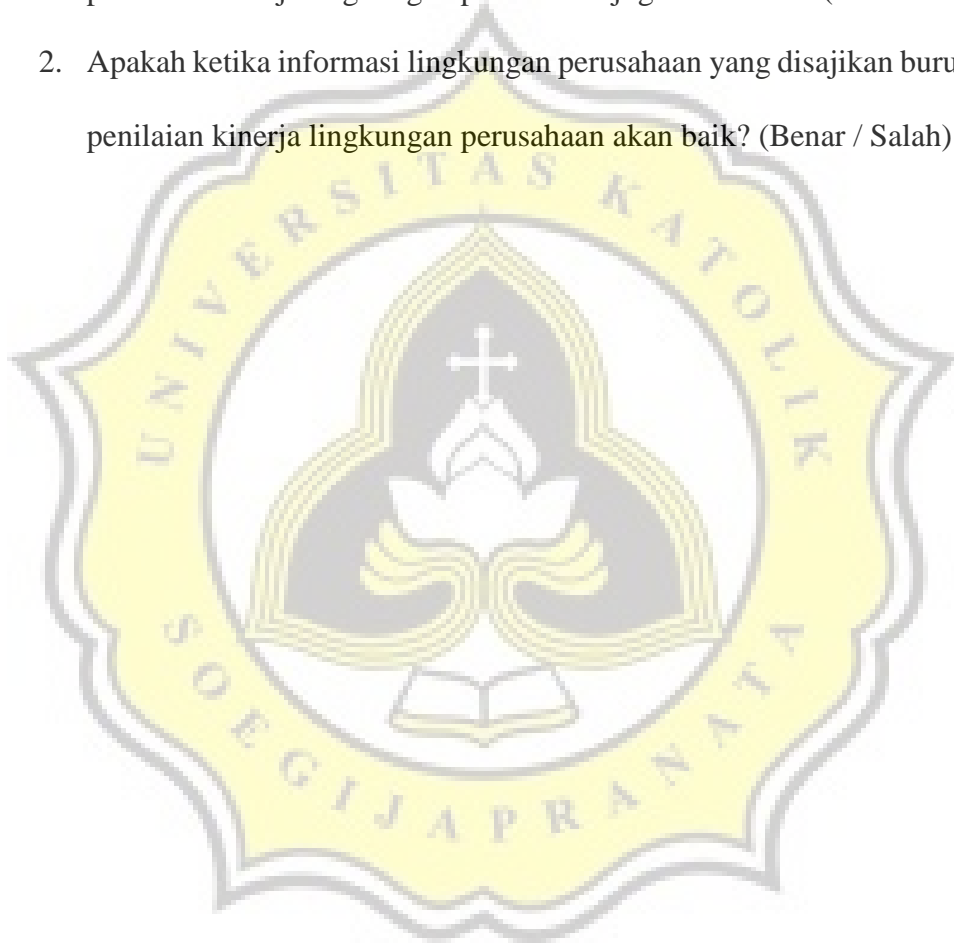 2. Apakah ketika informasi lingkungan perusahaan yang disajikan buru
penilaian kinerja lingkungan perusahaan akan baik? (Benar / Salah)
UNIVERSITAS KATOLIK
SOEGIJAPRANATA